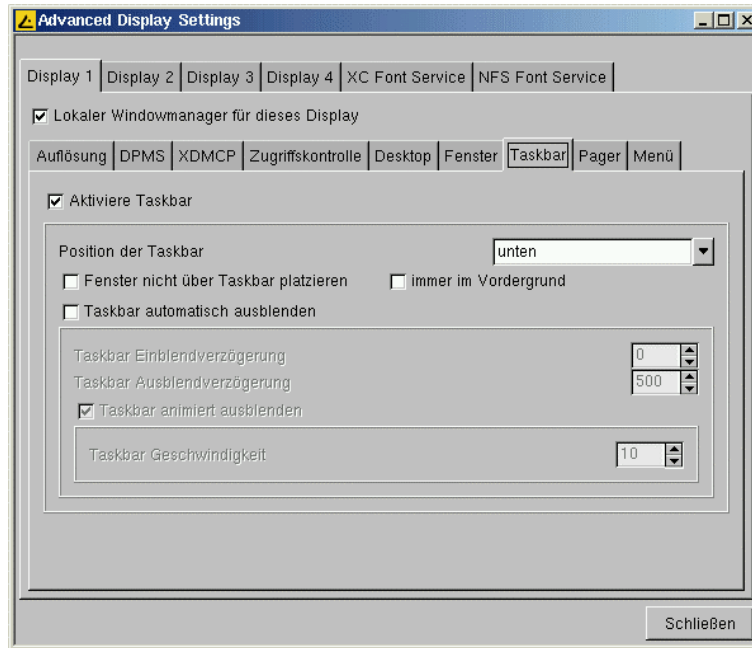 Advanced Display Settings
Display 1 Display 2 Display 3 Display 4 XC Font Service NFS Font Service
Lokaler Windowmanager für dieses Display
Auflösung DPMS XDMCP Zugriffskontrolle Desktop Fenster Taskbar Pager Menü
Aktiviere Taskbar
Position der Taskbar unten
Fenster nicht über Taskbar platzieren immer im Vordergrund
Taskbar automatisch ausblenden
Taskbar Einblendverzögerung 0
Taskbar Ausblendverzögerung 500
Taskbar animiert ausblenden
Taskbar Geschwindigkeit 10
Schließen